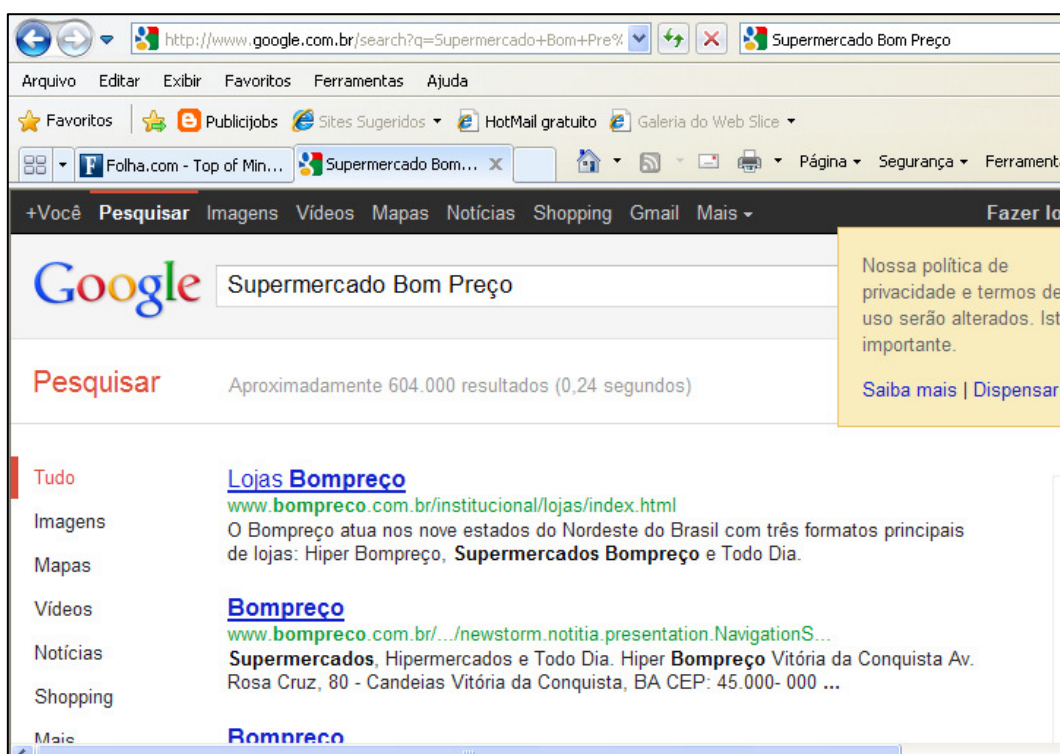 http://www.google.com.br/search?q=Supermercado+Bom+Pre%
Supermercado Bom Preço
Arquivo Editar Exibir Favoritos Ferramentas Ajuda
Favoritos Publicijobs Sites Sugeridos HotMail gratuito Galeria do Web Slice
Folha.com - Top of Min... Supermercado Bom... X Página Segurança Ferrament
+Você Pesquisar Imagens Vídeos Mapas Notícias Shopping Gmail Mais Fazer lo
Google Supermercado Bom Preço
Nossa política de
privacidade e termos de
uso serão alterados. Ist
importante.
Saiba mais | Dispensar
Pesquisar Aproximadamente 604.000 resultados (0,24 segundos)
Tudo
Imagens
Mapas
Vídeos
Notícias
Shopping
Mais
Lojas Bompreço
www.bompreco.com.br/institucional/lojas/index.html
O Bompreço atua nos nove estados do Nordeste do Brasil com três formatos principais
de lojas: Hiper Bompreço, Supermercados Bompreço e Todo Dia.
Bompreço
www.bompreco.com.br/.../newstorm.notitia.presentation.NavigationS...
Supermercados, Hipermercados e Todo Dia. Hiper Bompreço Vitória da Conquista Av.
Rosa Cruz, 80 - Candeias Vitória da Conquista, BA CEP: 45.000- 000 ...
Bompreço